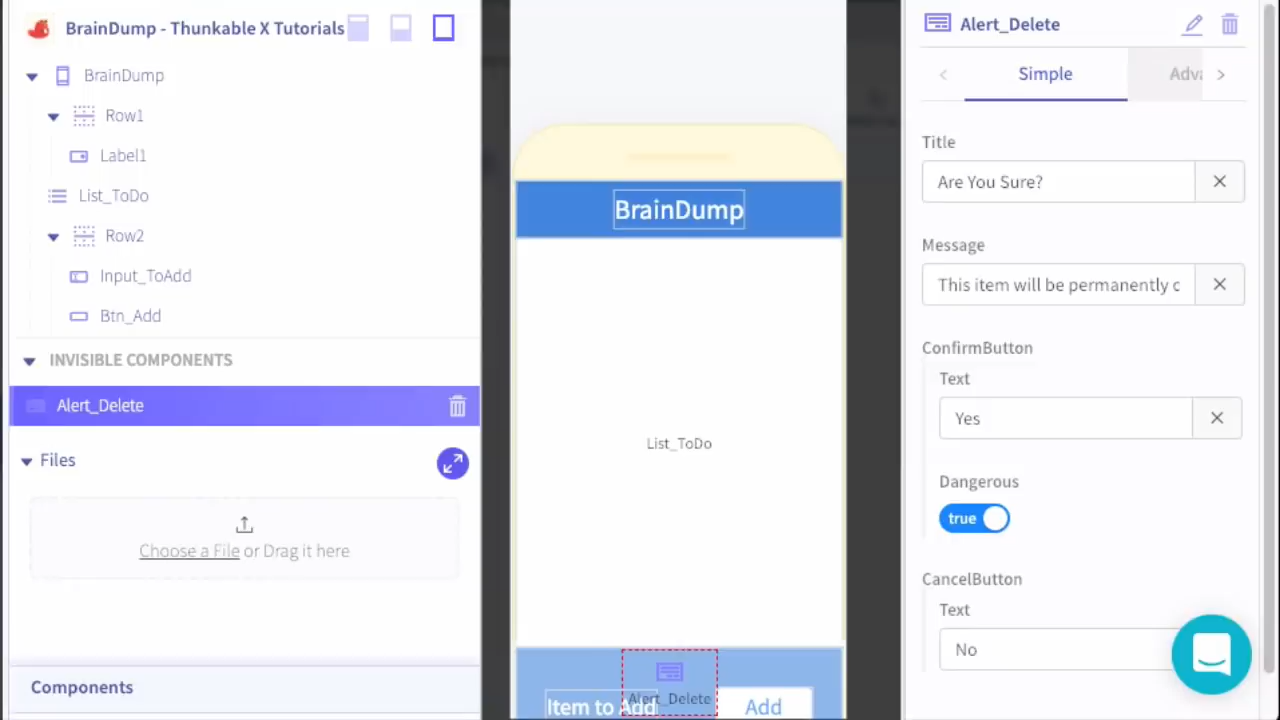 BrainDump - Thunkable X Tutorials
BrainDump
Row1
Label1
List_ToDo
Row2
Input_ToAdd
Btn_Add
INVISIBLE COMPONENTS
Alert_Delete
Files
Choose a File or Drag it here
Components
BrainDump
List_ToDo
Alert_Delete
Item to Add
Add
Alert_Delete
Simple
Adva
Title
Are You Sure?
Message
This item will be permanently
ConfirmButton
Text
Yes
Dangerous
true
CancelButton
Text
No